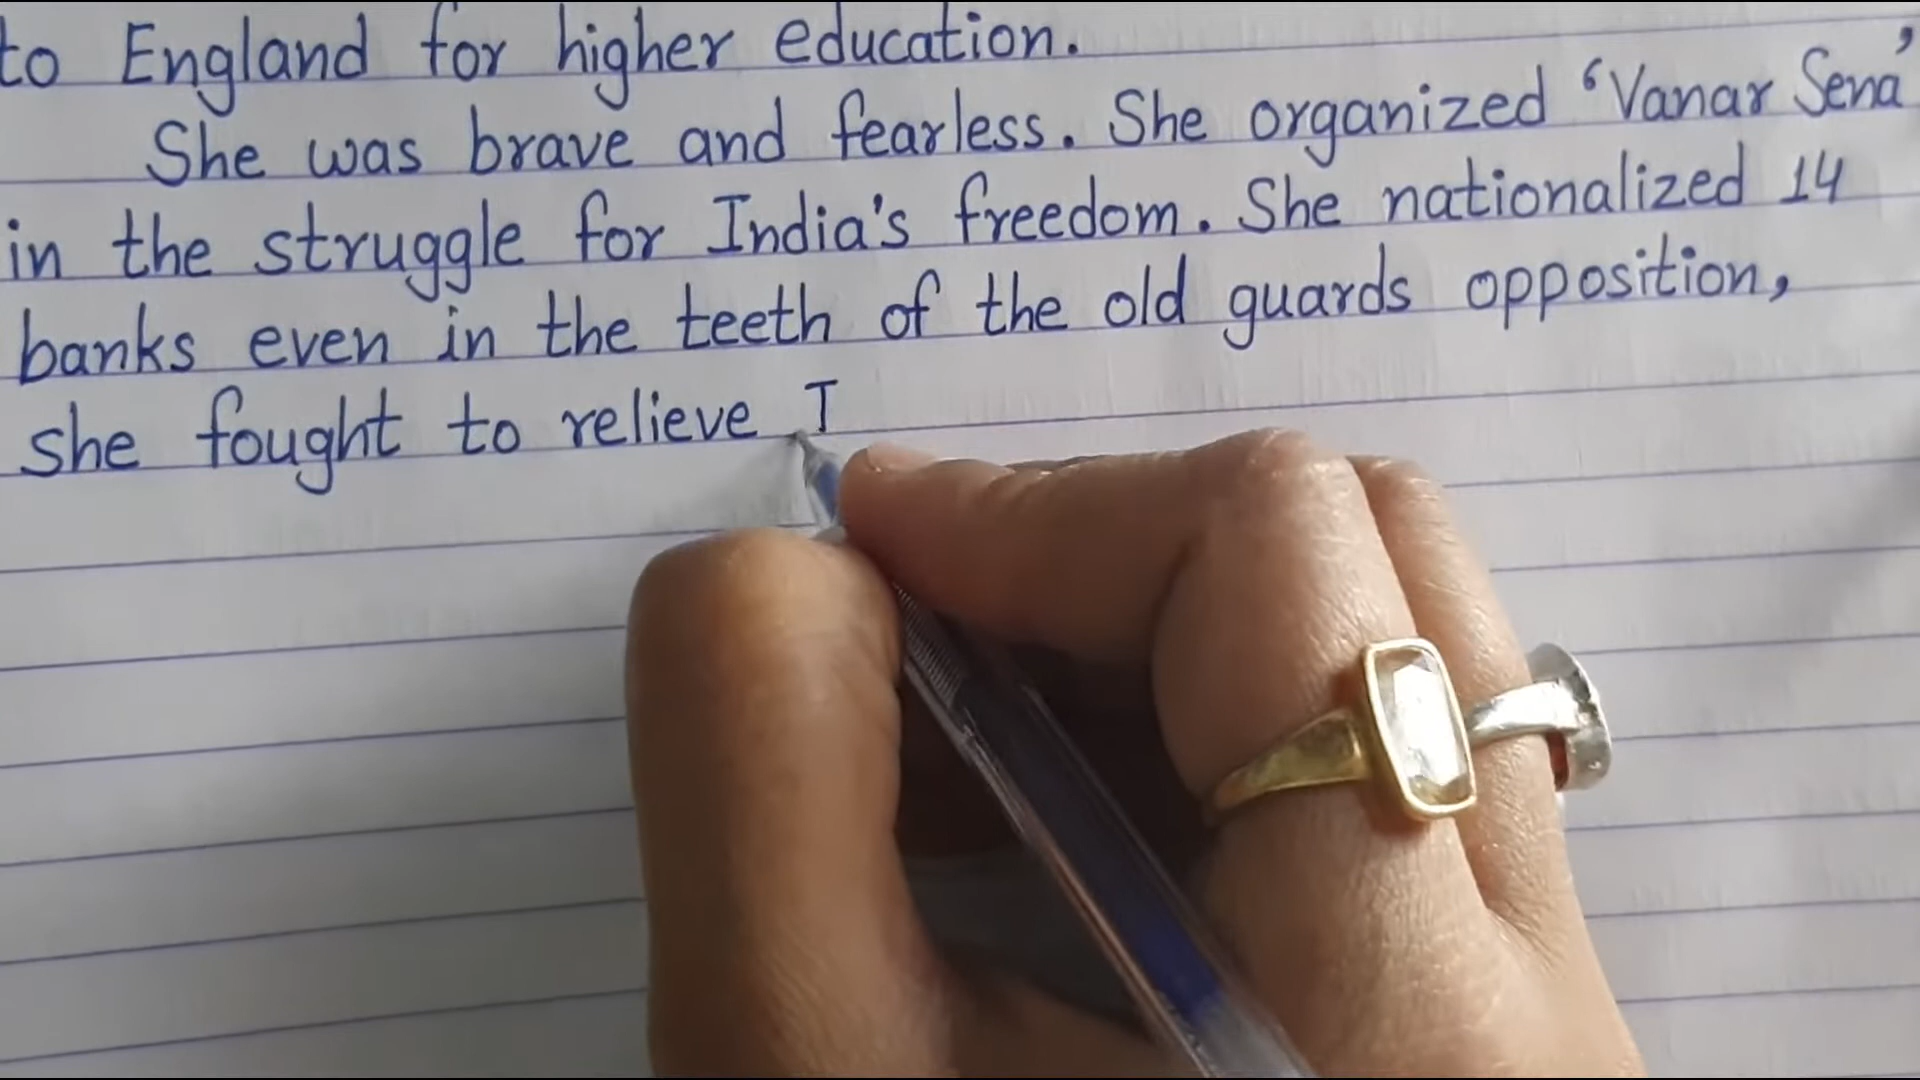 to England for higher education.
She was brave and fearless. She organized ‘Vanar Sena’
in the struggle for India's freedom. She nationalized 14
banks even in the teeth of the old guards opposition,
she fought to relieve